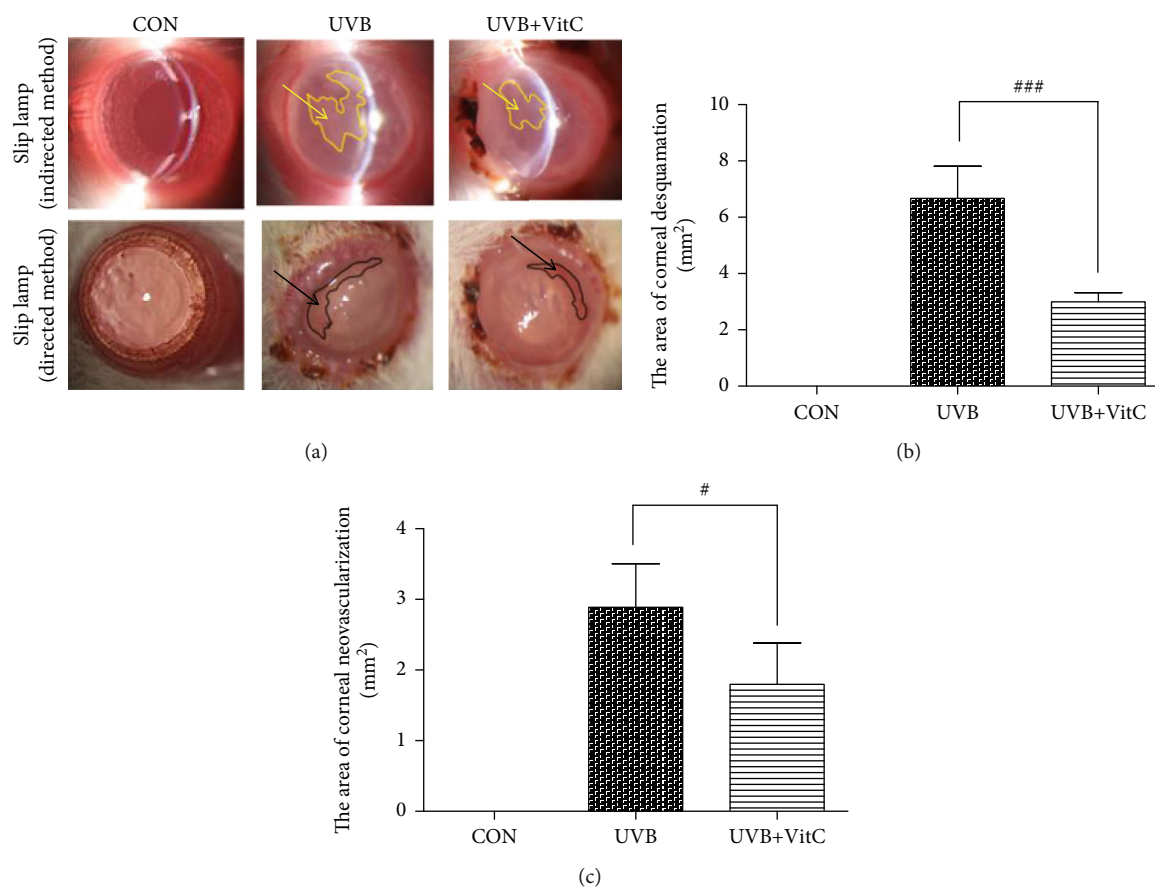 CON UVB UVB+VitC
Slip lamp
(indirected method)
Slip lamp
(directed method)
(a)
The area of corneal desquamation
(mm²)
10
8
6
4
2
0
###
CON UVB UVB+VitC
(b)
The area of corneal neovascularization
(mm²)
4
3
2
1
0
#
CON UVB UVB+VitC
(c)